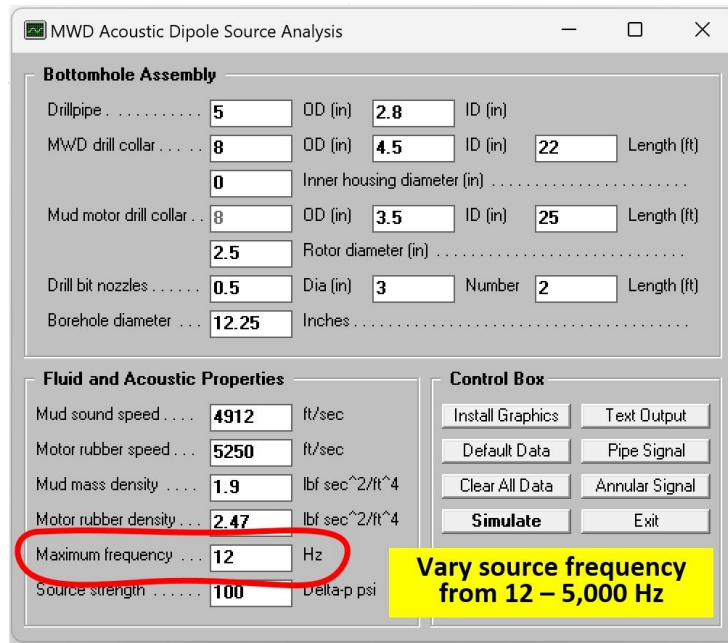 MWD Acoustic Dipole Source Analysis
Bottomhole Assembly
Drillpipe . . . . . . . . . . . 5 OD (in) 2.8 ID (in)
MWD drill collar . . . . . 8 OD (in) 4.5 ID (in) 22 Length (ft)
0 Inner housing diameter (in) . . . . . . . . . . . . . . . . . . . . . . .
Mud motor drill collar . . 8 OD (in) 3.5 ID (in) 25 Length (ft)
2.5 Rotor diameter (in) . . . . . . . . . . . . . . . . . . . . . . . . . . . . .
Drill bit nozzles . . . . . . 0.5 Dia (in) 3 Number 2 Length (ft)
Borehole diameter . . . 12.25 Inches . . . . . . . . . . . . . . . . . . . . . . . . . . . . . . . . . . . . . . .
Fluid and Acoustic Properties
Mud sound speed . . . . 4912 ft/sec
Motor rubber speed . . . 5250 ft/sec
Mud mass density . . . . 1.9 lbf sec^2/ft^4
Motor rubber density . . . 2.47 lbf sec^2/ft^4
Maximum frequency . . . 12 Hz
Source strength . . . . . . 100 Delta-p psi
Control Box
Install Graphics Text Output
Default Data Pipe Signal
Clear All Data Annular Signal
Simulate Exit
Vary source frequency
from 12 – 5,000 Hz